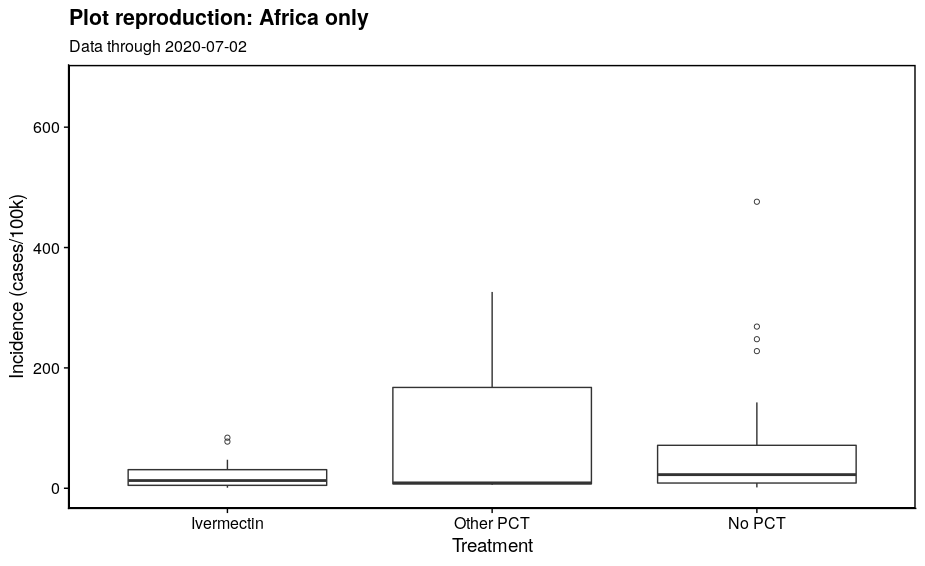 Plot reproduction: Africa only
Data through 2020-07-02
Incidence (cases/100k)
600
400
200
0
Ivermectin
Other PCT
No PCT
Treatment